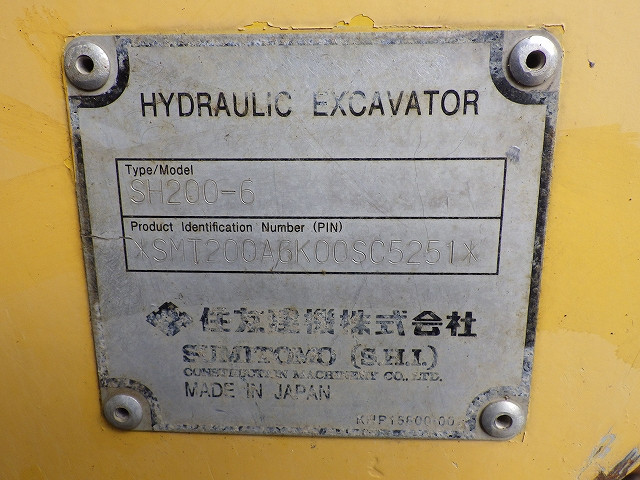 HYDRAULIC EXCAVATOR
Type/Model
SH200-6
Product Identification Number (PIN)
*SMT200A6K00SC5251*
住友建機株式会社
SUMITOMO (S.H.I.)
CONSTRUCTION MACHINERY CO., LTD.
MADE IN JAPAN